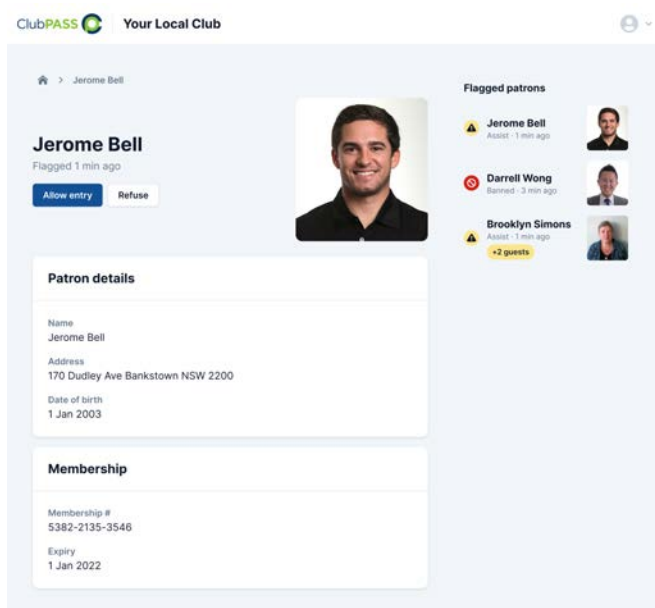 ClubPASS
Your Local Club
Jerome Bell
Jerome Bell
Flagged 1 min ago
Allow entry
Refuse
Patron details
Name
Jerome Bell
Address
170 Dudley Ave Bankstown NSW 2200
Date of birth
1 Jan 2003
Membership
Membership #
5382-2135-3546
Expiry
1 Jan 2022
Flagged patrons
Jerome Bell
Assist · 1 min ago
Darrell Wong
Banned · 3 min ago
Brooklyn Simons
Assist · 1 min ago
+2 guests